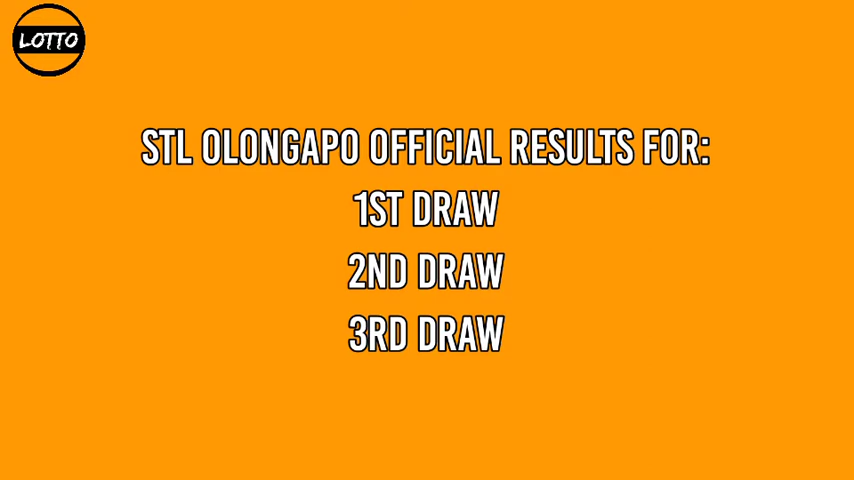 LOTTO
STL OLONGAPO OFFICIAL RESULTS FOR:
1ST DRAW
2ND DRAW
3RD DRAW